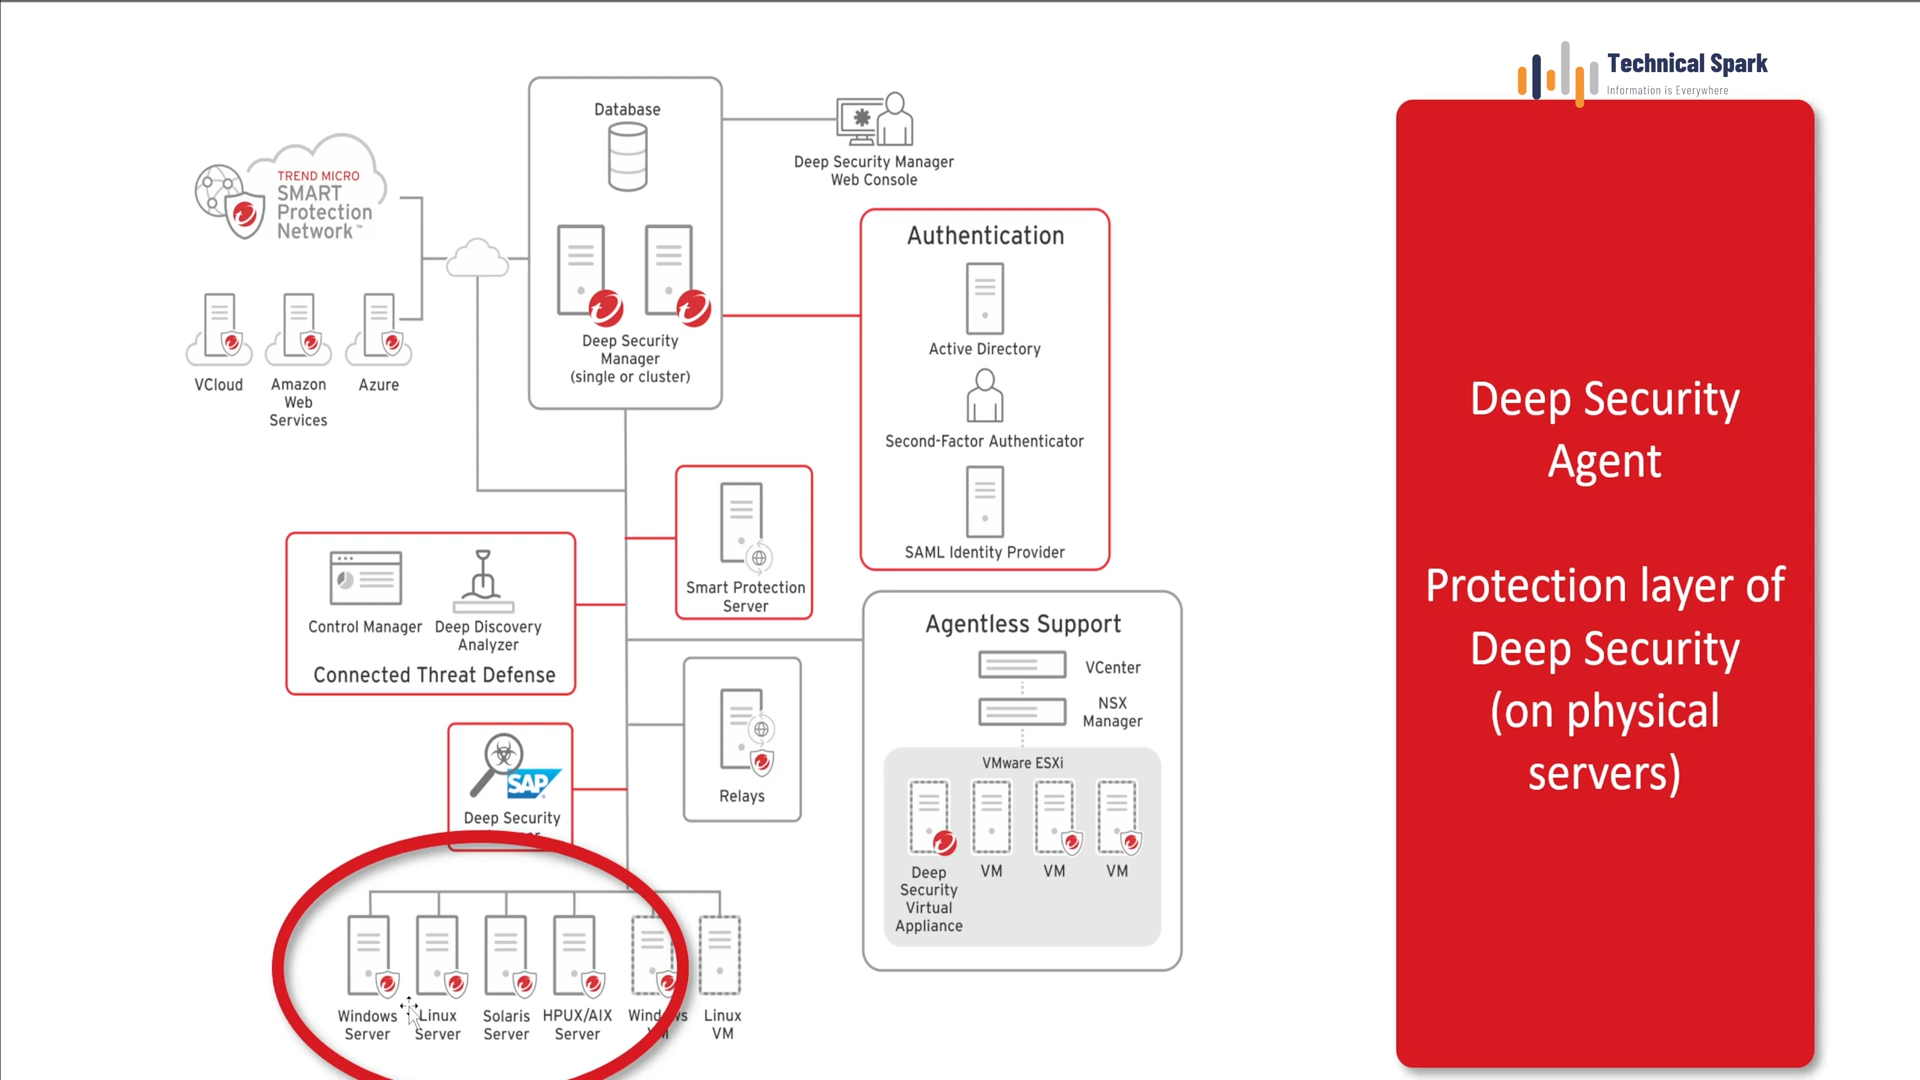 Technical Spark
Information is Everywhere
Database
Deep Security Manager
Web Console
TREND MICRO
SMART
Protection
Network™
Authentication
Deep Security
Manager
(single or cluster)
Active Directory
VCloud
Amazon
Web
Services
Azure
Second-Factor Authenticator
SAML Identity Provider
Smart Protection
Server
Control Manager
Deep Discovery
Analyzer
Connected Threat Defense
Agentless Support
VCenter
NSX
Manager
VMware ESXi
Deep
Security
Virtual
Appliance
VM
VM
VM
Relays
SAP
Deep Security
Windows
Server
Linux
Server
Solaris
Server
HPUX/AIX
Server
Windows
VM
Linux
VM
Deep Security
Agent
Protection layer of
Deep Security
(on physical
servers)